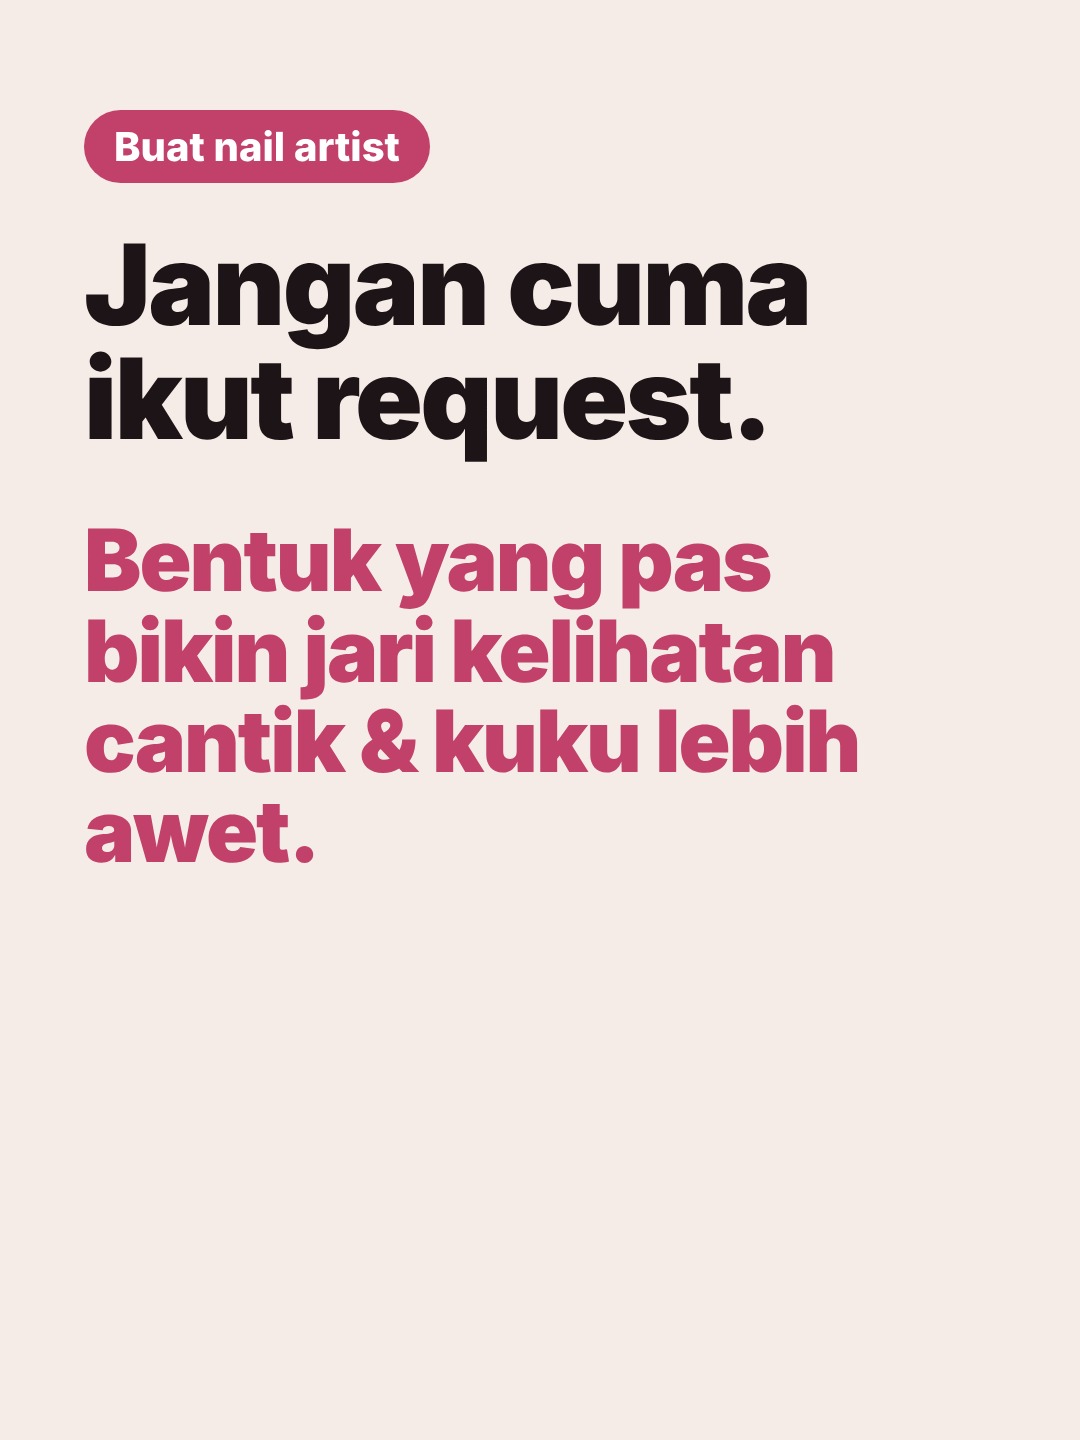 Buat nail artist
Jangan cuma
ikut request.
Bentuk yang pas
bikin jari kelihatan
cantik & kuku lebih
awet.